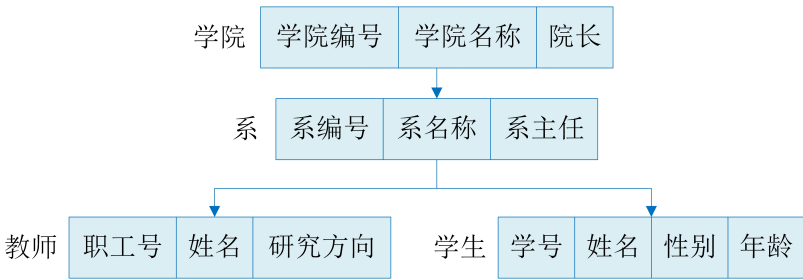 学院 学院编号 学院名称 院长
系 系编号 系名称 系主任
教师 职工号 姓名 研究方向 学生 学号 姓名 性别 年龄